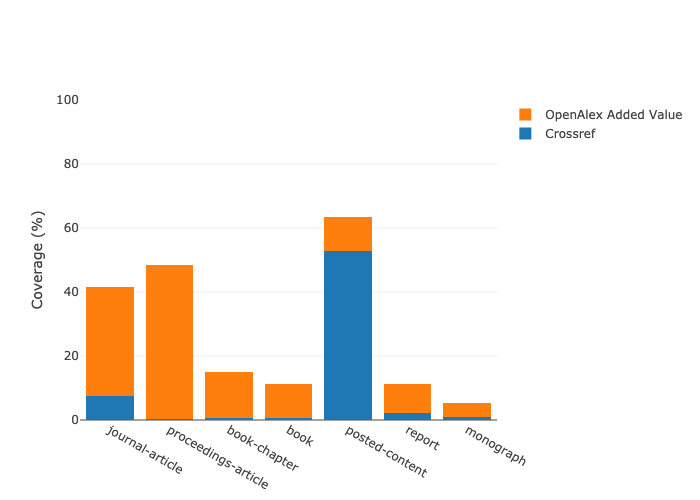 100
80
60
40
20
0
Coverage (%)
OpenAlex Added Value
Crossref
journal-article
proceedings-article
book-chapter
book
posted-content
report
monograph